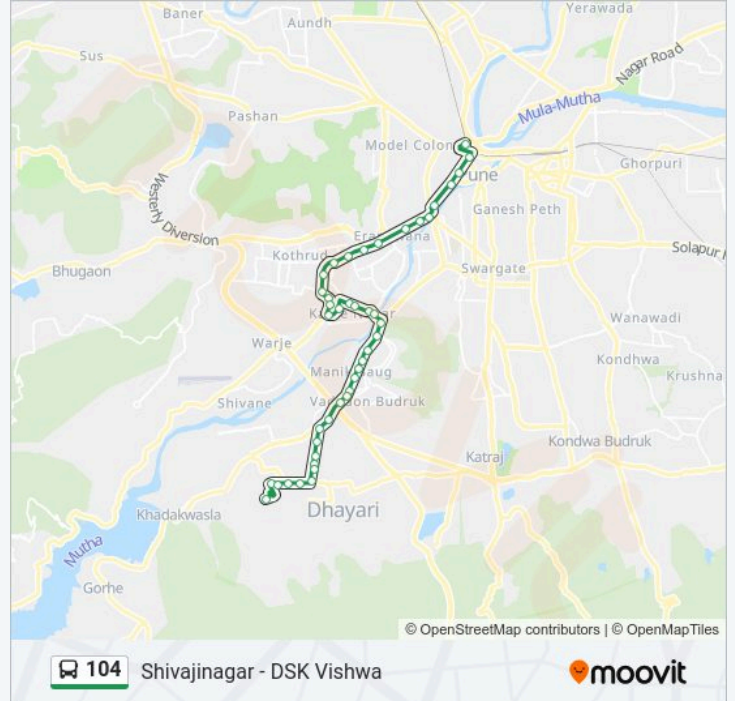 Baner
Aundh
Yerawada
Sus
Nagar Road
Mula-Mutha
Pashan
Model
Ghorpuri
Westerly Diversion
Ganesh Peth
Kothrud
Solapur
Bhugaon
Swargate
Wanawadi
Warje
Kondhwa
Krushna
Shivane
Budruk
Kondwa Budruk
Katraj
Khadakwasla
Dhayari
Mutha
Gorhe
© OpenStreetMap contributors | © OpenMapTiles
104 Shivajinagar - DSK Vishwa
moovit